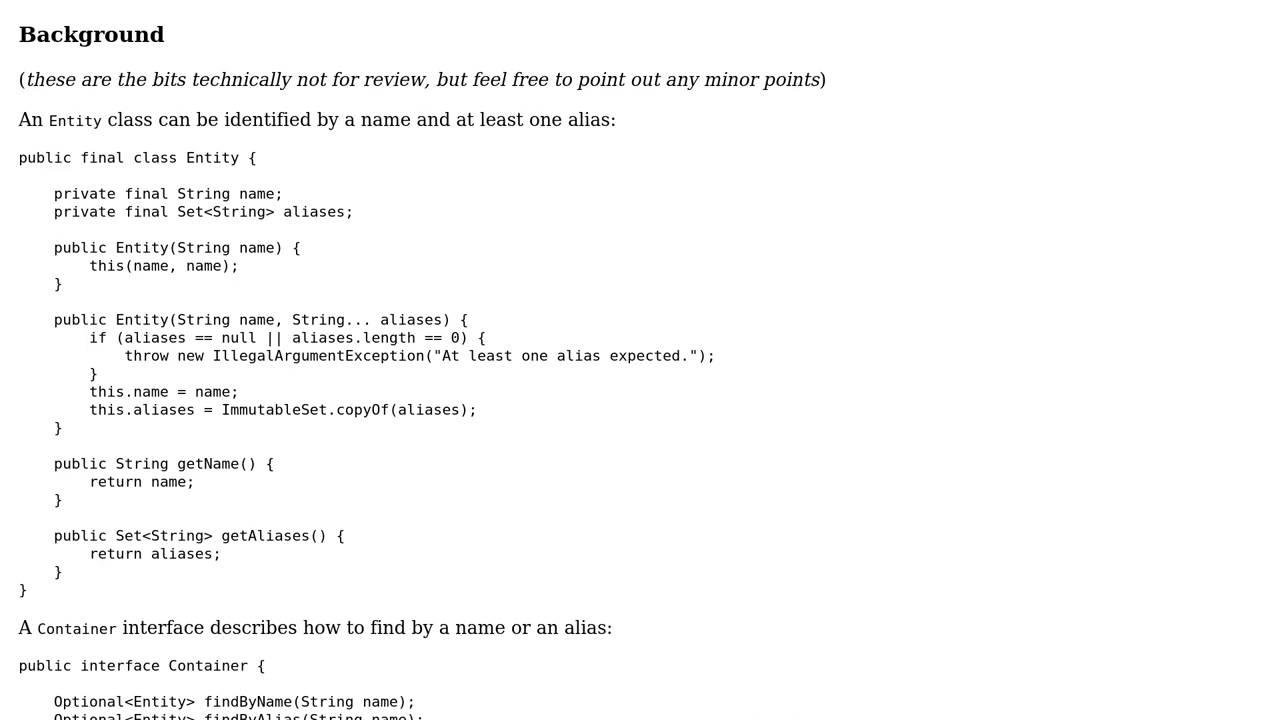 Background
(these are the bits technically not for review, but feel free to point out any minor points)
An Entity class can be identified by a name and at least one alias:
public final class Entity {
    private final String name;
    private final Set<String> aliases;
    public Entity(String name) {
        this(name, name);
    }
    public Entity(String name, String... aliases) {
        if (aliases == null || aliases.length == 0) {
            throw new IllegalArgumentException("At least one alias expected.");
        }
        this.name = name;
        this.aliases = ImmutableSet.copyOf(aliases);
    }
    public String getName() {
        return name;
    }
    public Set<String> getAliases() {
        return aliases;
    }
}
A Container interface describes how to find by a name or an alias:
public interface Container {
    Optional<Entity> findByName(String name);
    Optional<Entity> findByAlias(String name);